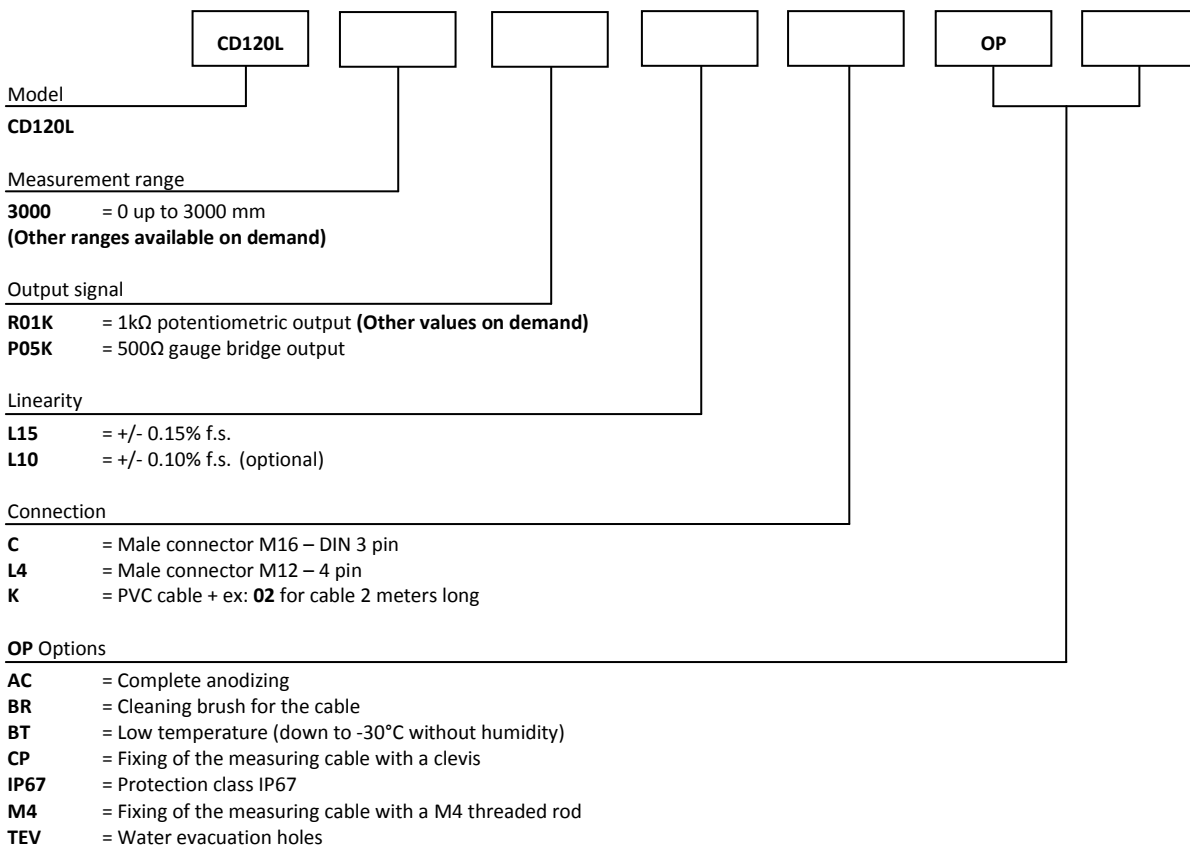 CD120L OP
Model
CD120L
Measurement range
3000 = 0 up to 3000 mm
(Other ranges available on demand)
Output signal
R01K = 1kΩ potentiometric output (Other values on demand)
P05K = 500Ω gauge bridge output
Linearity
L15 = +/- 0.15% f.s.
L10 = +/- 0.10% f.s. (optional)
Connection
C = Male connector M16 – DIN 3 pin
L4 = Male connector M12 – 4 pin
K = PVC cable + ex: 02 for cable 2 meters long
OP Options
AC = Complete anodizing
BR = Cleaning brush for the cable
BT = Low temperature (down to -30°C without humidity)
CP = Fixing of the measuring cable with a clevis
IP67 = Protection class IP67
M4 = Fixing of the measuring cable with a M4 threaded rod
TEV = Water evacuation holes